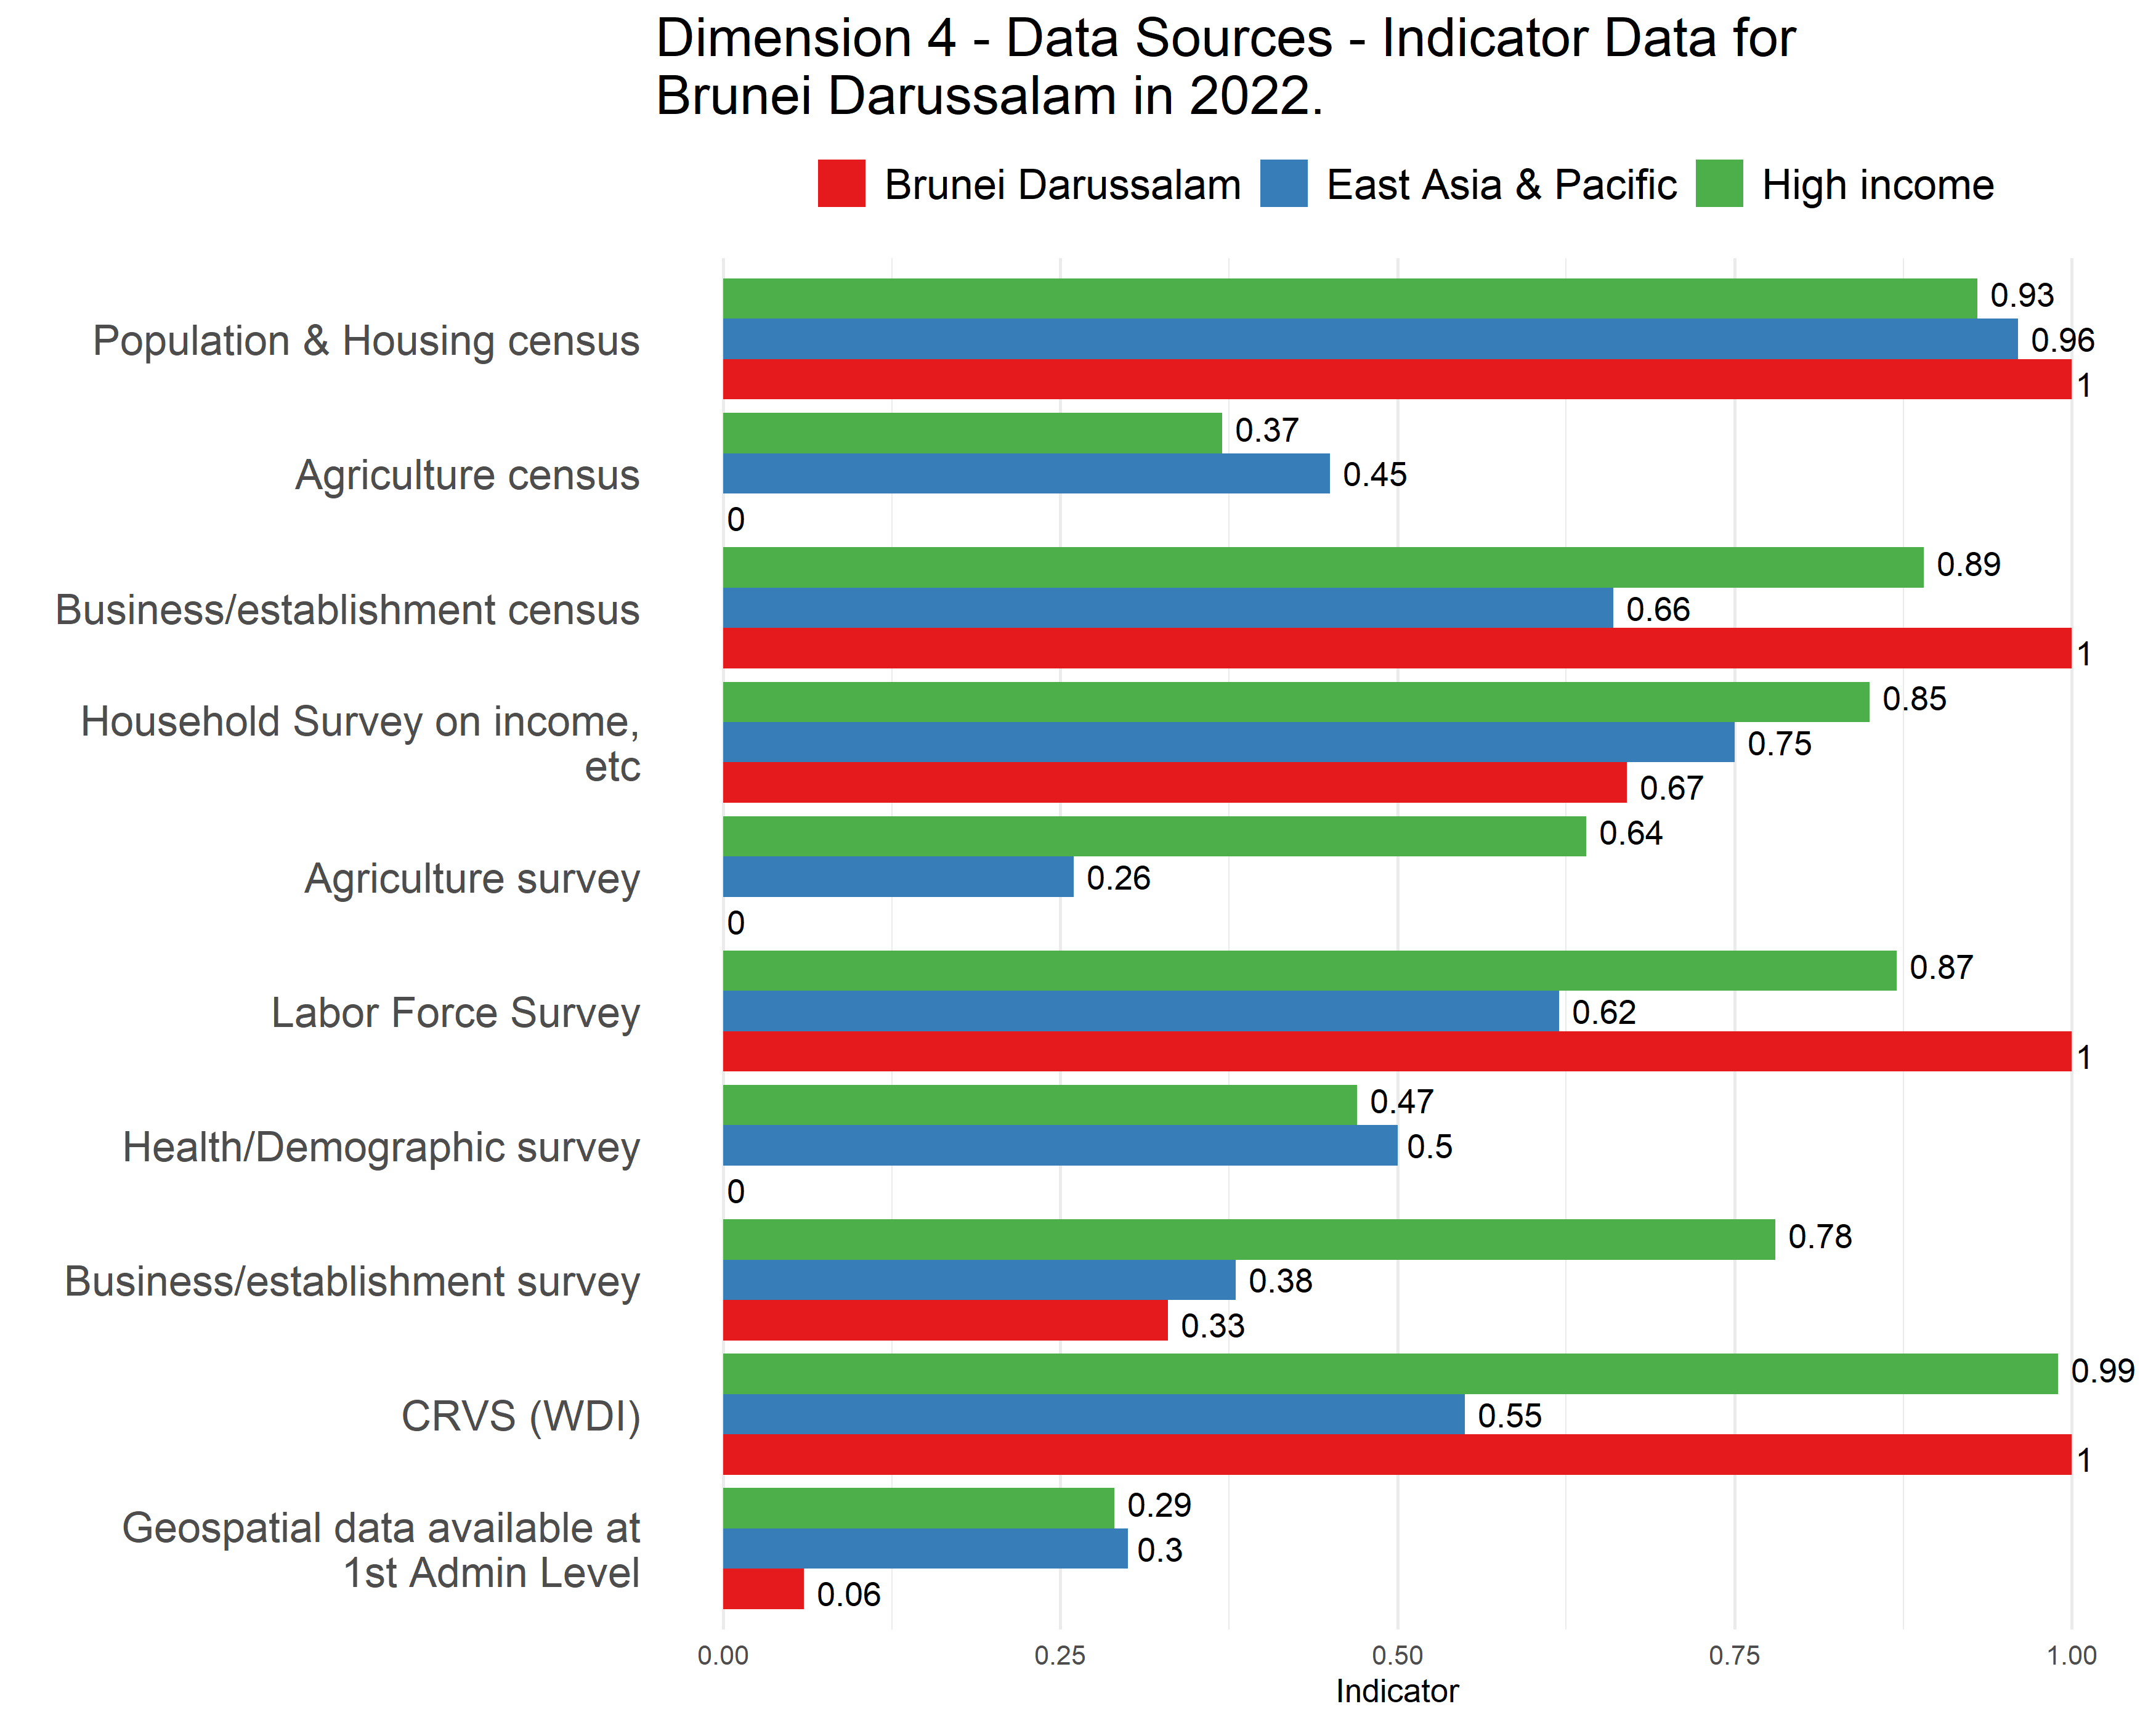 Dimension 4 - Data Sources - Indicator Data for
Brunei Darussalam in 2022.
Brunei Darussalam East Asia & Pacific High income
Population & Housing census
0.93
0.96
1
Agriculture census
0.37
0.45
0
Business/establishment census
0.89
0.66
1
Household Survey on income,
etc
0.85
0.75
0.67
Agriculture survey
0.64
0.26
0
Labor Force Survey
0.87
0.62
1
Health/Demographic survey
0.47
0.5
0
Business/establishment survey
0.78
0.38
0.33
CRVS (WDI)
0.99
0.55
1
Geospatial data available at
1st Admin Level
0.29
0.3
0.06
0.00 0.25 0.50 0.75 1.00
Indicator